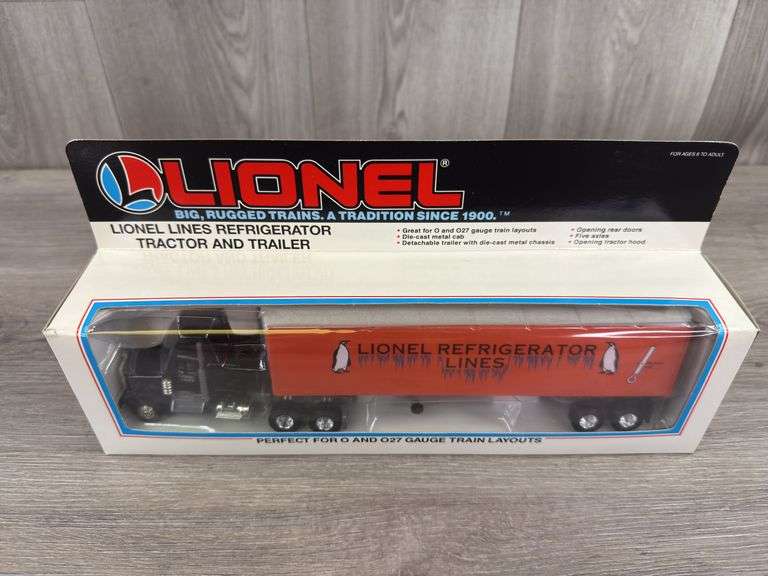 FOR AGES 8 TO ADULT
LIONEL®
BIG, RUGGED TRAINS. A TRADITION SINCE 1900.™
LIONEL LINES REFRIGERATOR
TRACTOR AND TRAILER
• Great for O and O27 gauge train layouts
• Die-cast metal cab
• Detachable trailer with die-cast metal chassis
• Opening rear doors
• Five axles
• Opening tractor hood
LIONEL REFRIGERATOR
LINES
PERFECT FOR O AND O27 GAUGE TRAIN LAYOUTS